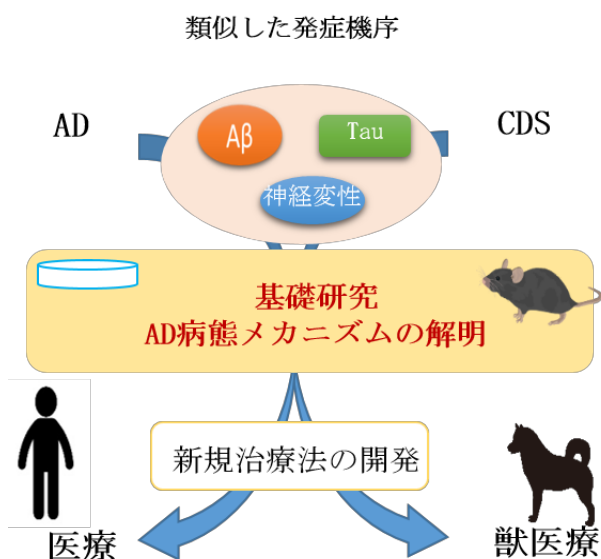 類似した発症機序
AD
Aβ
Tau
CDS
神経変性
基礎研究
AD病態メカニズムの解明
新規治療法の開発
医療
獣医療